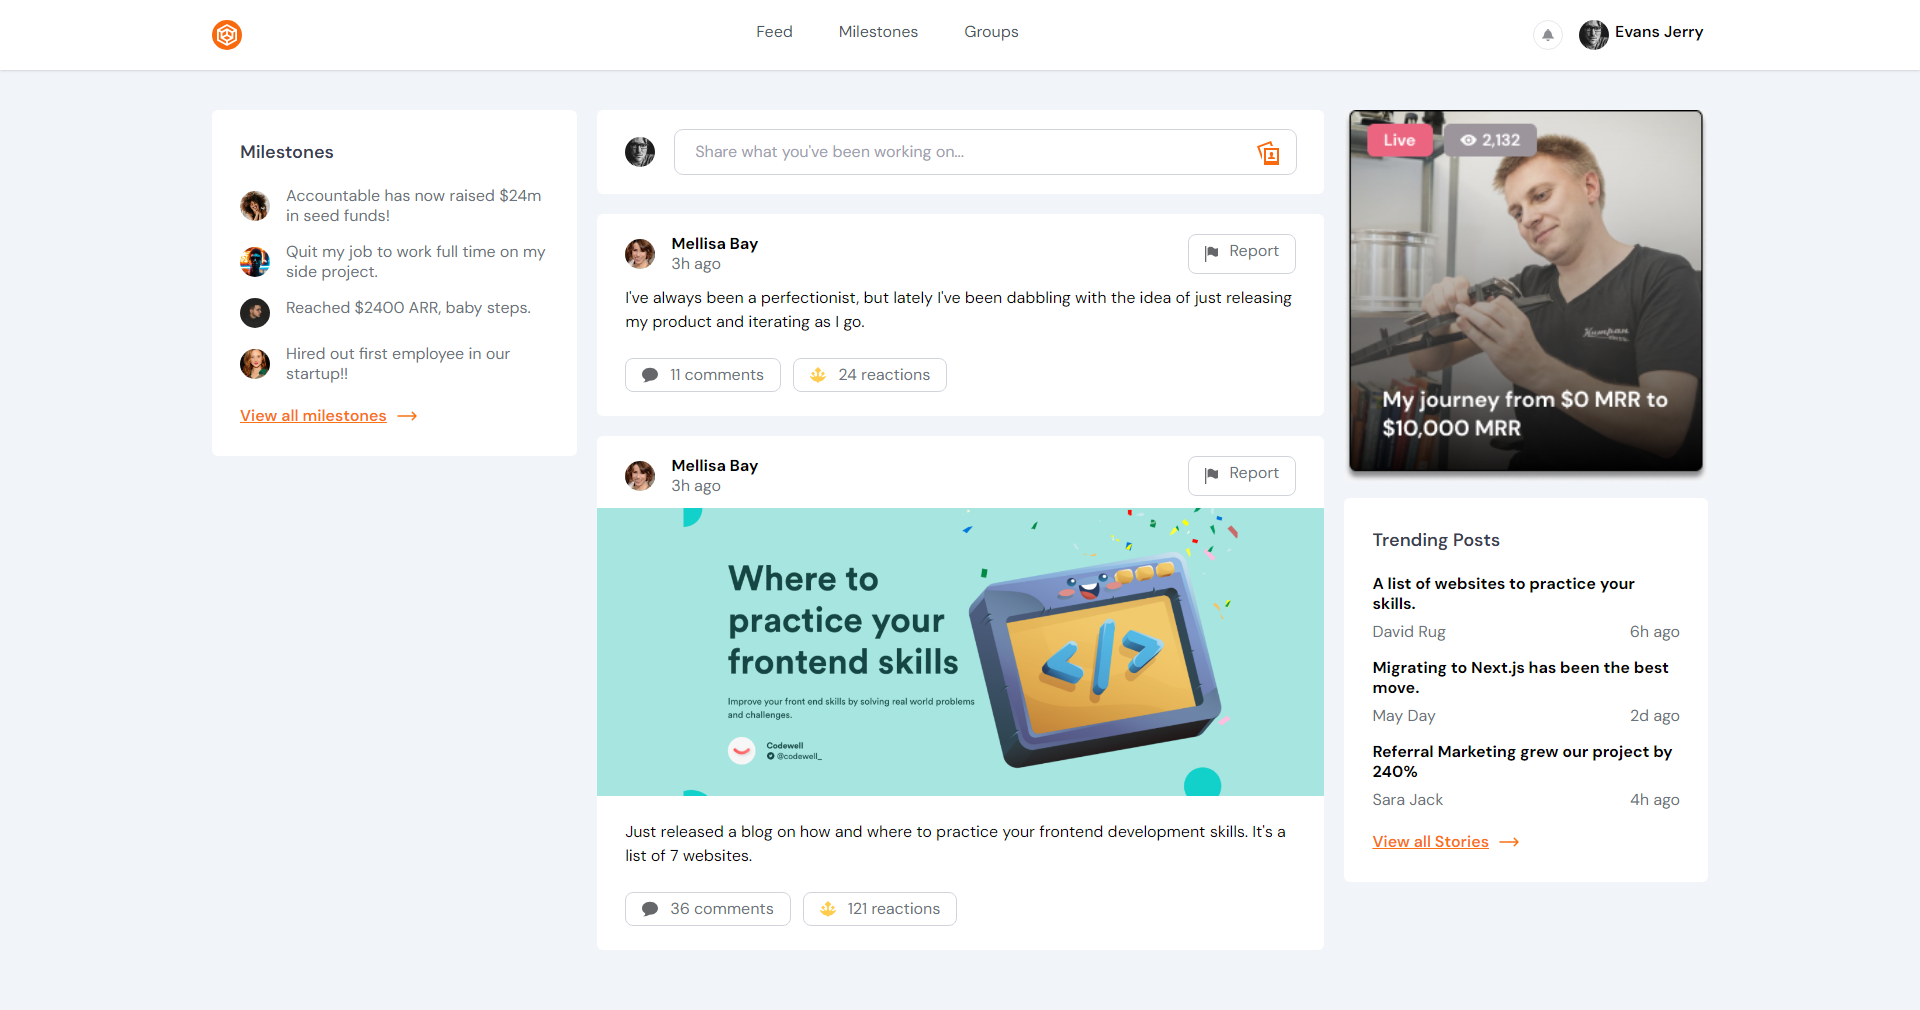 Feed
Milestones
Groups
Evans Jerry
Milestones
Accountable has now raised $24m
in seed funds!
Quit my job to work full time on my
side project.
Reached $2400 ARR, baby steps.
Hired out first employee in our
startup!!
View all milestones
Share what you've been working on...
Mellisa Bay
3h ago
Report
I've always been a perfectionist, but lately I've been dabbling with the idea of just releasing
my product and iterating as I go.
11 comments
24 reactions
Mellisa Bay
3h ago
Report
Where to
practice your
frontend skills
Improve your front end skills by solving real world problems
and challenges.
Codewell
@codewell_
</>
Just released a blog on how and where to practice your frontend development skills. It's a
list of 7 websites.
36 comments
121 reactions
Live
2,132
My journey from $0 MRR to
$10,000 MRR
Trending Posts
A list of websites to practice your
skills.
David Rug
6h ago
Migrating to Next.js has been the best
move.
May Day
2d ago
Referral Marketing grew our project by
240%
Sara Jack
4h ago
View all Stories